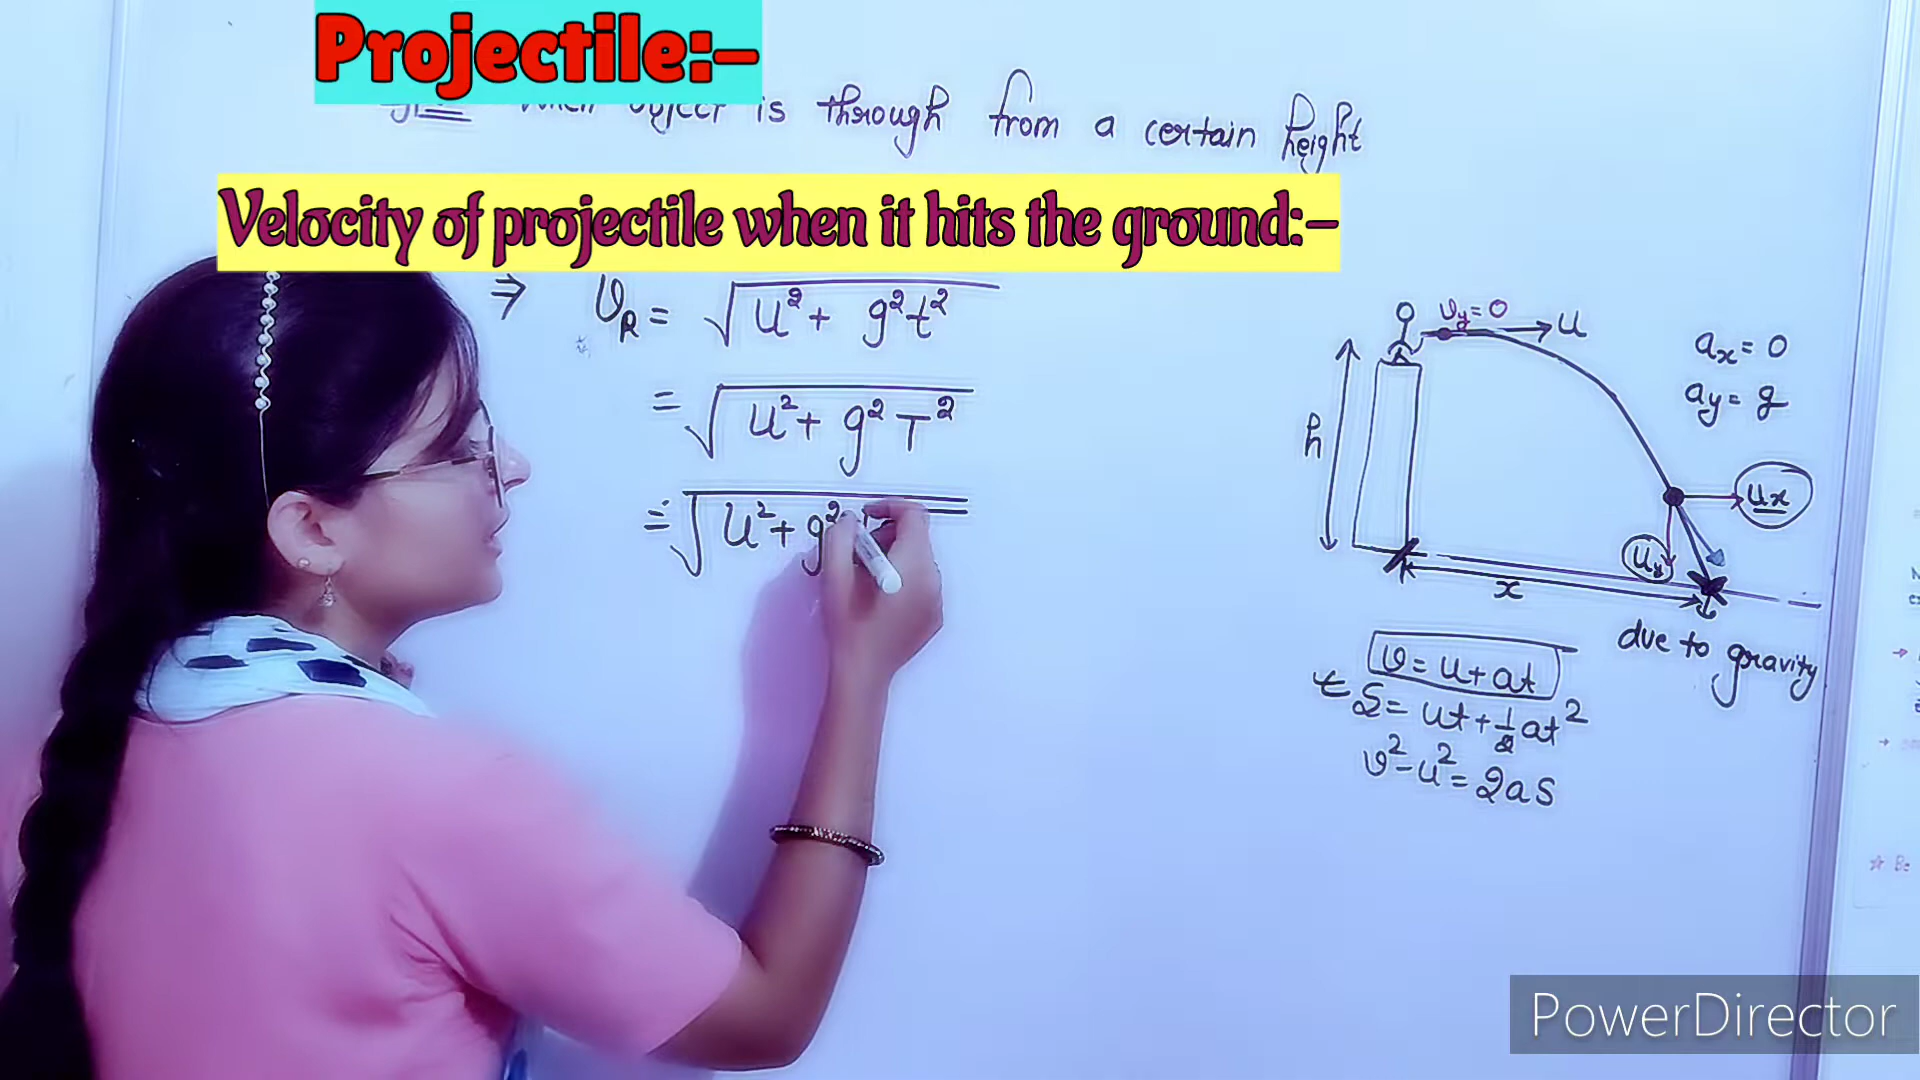 Projectile:–
when object is through from a certain height
Velocity of projectile when it hits the ground:–
⇒ v_R = √(u² + g²t²)
= √(u² + g²T²)
= √(u² + g²
v_y = 0
u
a_x = 0
a_y = g
h
u_x
u_y
x
due to gravity
v = u + at
S = ut + ½at²
v² - u² = 2aS
PowerDirector